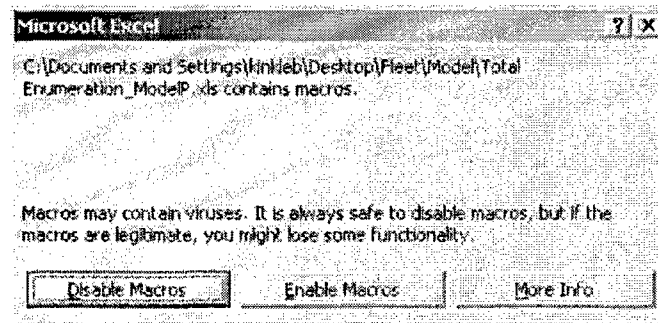 Microsoft Excel ? X
C:\Documents and Settings\kinkleb\Desktop\Fleet\Model\Total
Enumeration_ModelP.xls contains macros.
Macros may contain viruses. It is always safe to disable macros, but if the
macros are legitimate, you might lose some functionality.
Disable Macros Enable Macros More Info